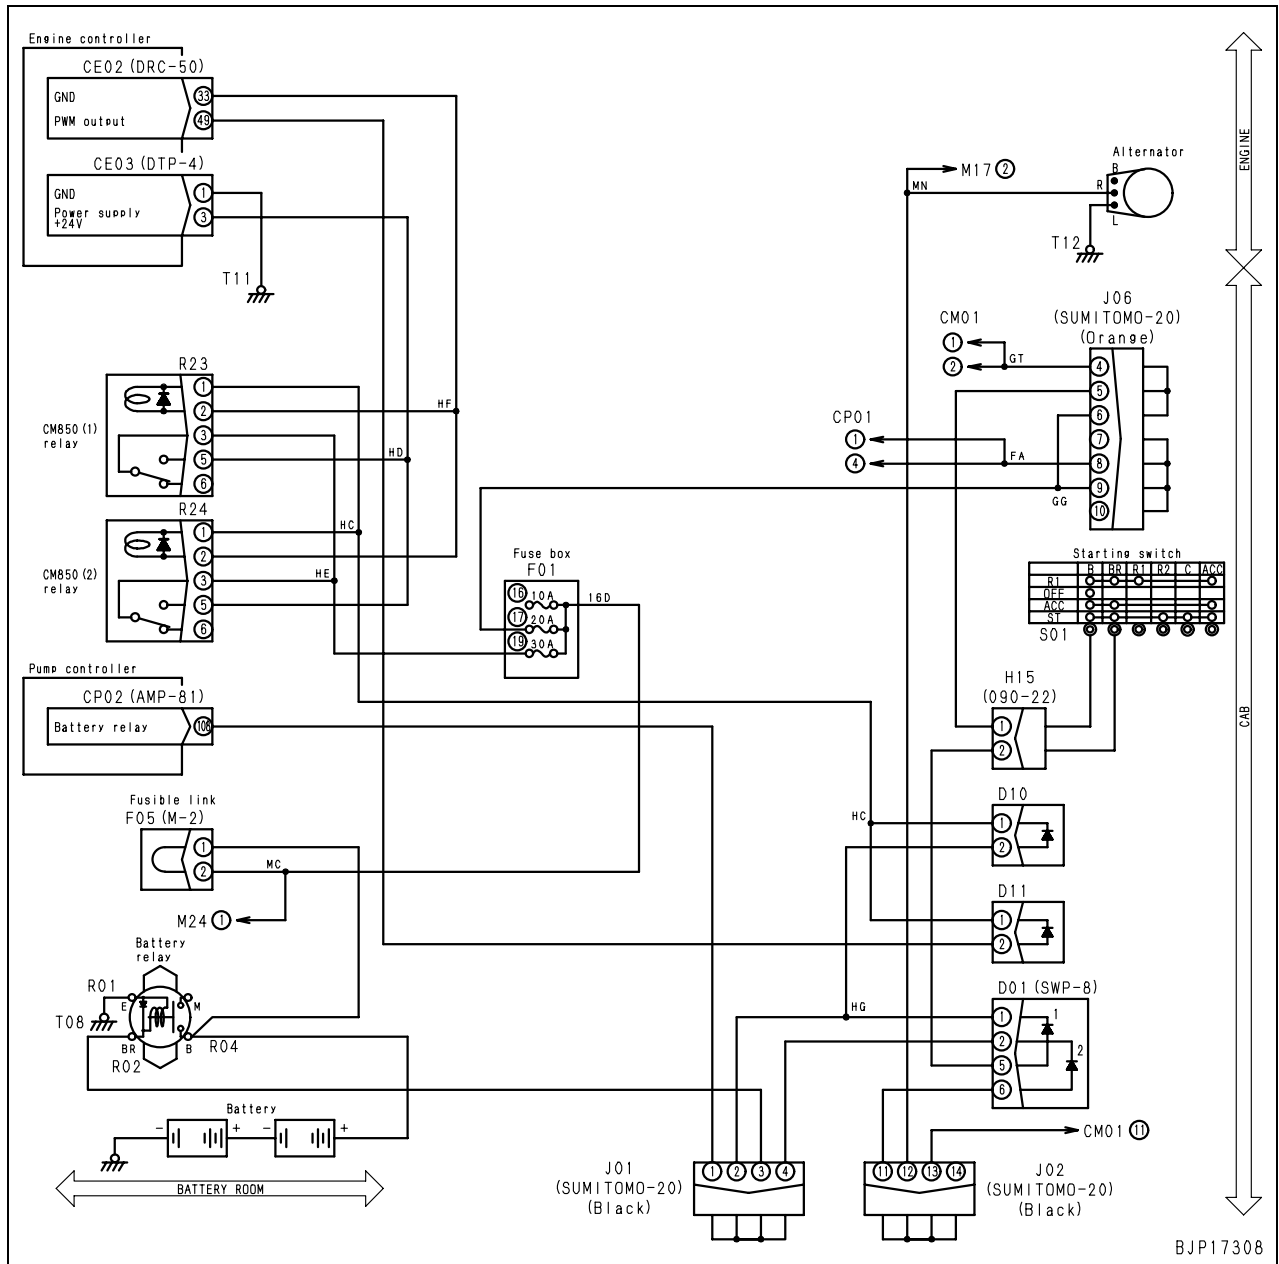 Engine controller
CE02 (DRC-50)
GND 33
PWM output 49
CE03 (DTP-4)
GND 1
Power supply 3
+24V
T11
ENGINE
Alternator
B
R
L
M17 2
MN
T12
J06
(SUMITOMO-20)
(Orange)
CM01
1
2
GT
4
5
6
7
8
9
10
CP01
1
4
FA
GG
R23
CM850 (1)
relay
1
2
3
5
6
HF
HD
R24
CM850 (2)
relay
1
2
3
5
6
HC
HE
Fuse box
F01
16 10A
17 20A
19 30A
16D
Starting switch
B BR R1 R2 C ACC
R1
OFF
ACC
ST
S01
CAB
Pump controller
CP02 (AMP-81)
Battery relay 108
H15
(090-22)
1
2
Fusible link
F05 (M-2)
1
2
MC
M24 1
D10
HC 1
2
D11
1
2
Battery
relay
R01
E
M
T08
BR
B
R02
R04
D01 (SWP-8)
HG
1 1
2 2
5
6
Battery
- + - +
CM01 11
J01
(SUMITOMO-20)
(Black)
1 2 3 4
11 12 13 14
J02
(SUMITOMO-20)
(Black)
BATTERY ROOM
BJP17308